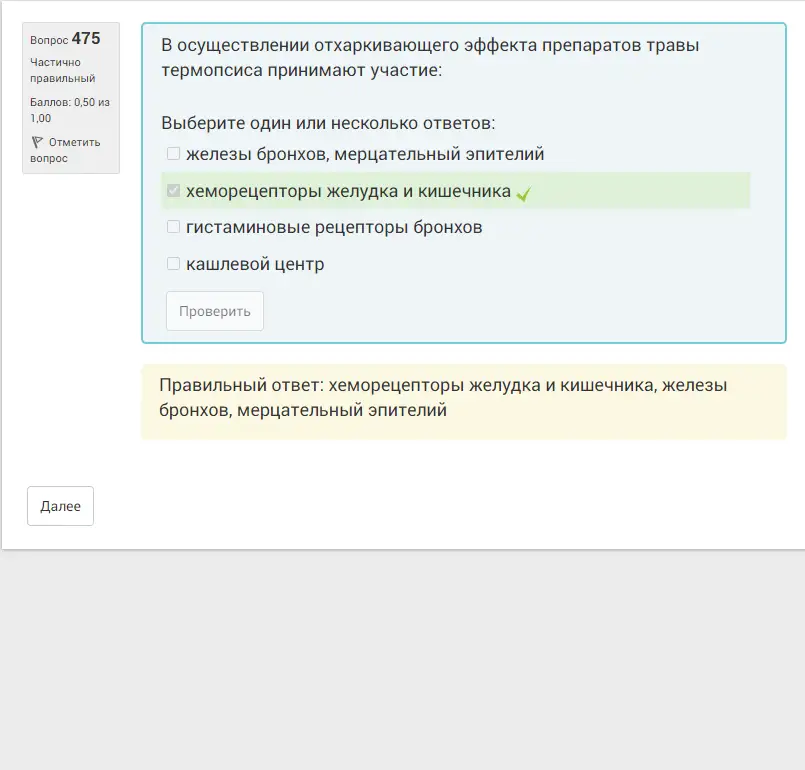 Вопрос 475
Частично
правильный
Баллов: 0,50 из
1,00
Отметить
вопрос
В осуществлении отхаркивающего эффекта препаратов травы
термопсиса принимают участие:
Выберите один или несколько ответов:
железы бронхов, мерцательный эпителий
хеморецепторы желудка и кишечника
гистаминовые рецепторы бронхов
кашлевой центр
Проверить
Правильный ответ: хеморецепторы желудка и кишечника, железы
бронхов, мерцательный эпителий
Далее